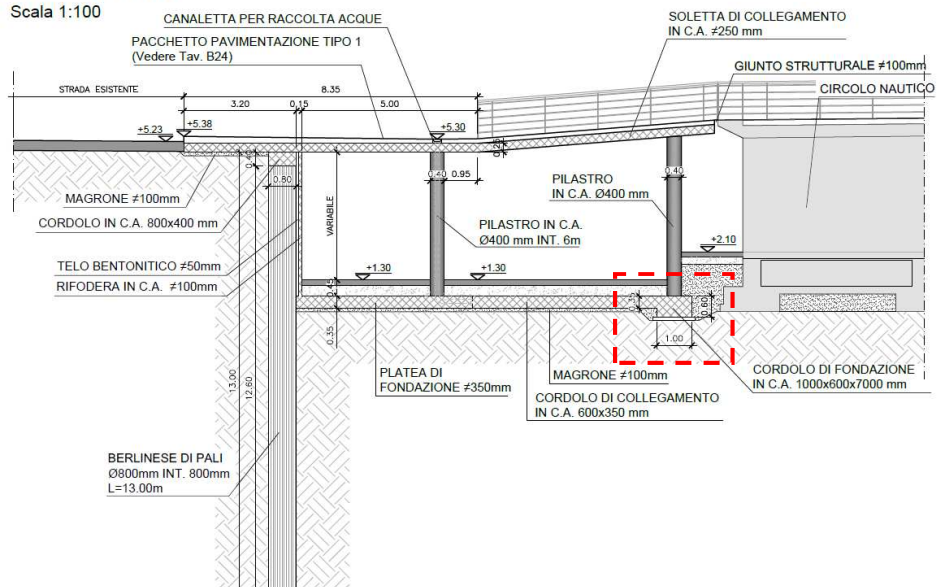 Scala 1:100
CANALETTA PER RACCOLTA ACQUE
SOLETTA DI COLLEGAMENTO
IN C.A. ≠250 mm
PACCHETTO PAVIMENTAZIONE TIPO 1
(Vedere Tav. B24)
GIUNTO STRUTTURALE ≠100mm
STRADA ESISTENTE
8.35
CIRCOLO NAUTICO
3.20
0.15
5.00
+5.23
+5.38
+5.30
0.40
0.25
0.80
0.40
0.95
0.40
PILASTRO
IN C.A. Ø400 mm
MAGRONE ≠100mm
CORDOLO IN C.A. 800x400 mm
VARIABILE
PILASTRO IN C.A.
Ø400 mm INT. 6m
+2.10
TELO BENTONITICO ≠50mm
RIFODERA IN C.A. ≠100mm
+1.30
+1.30
0.45
0.35
0.60
0.35
1.00
13.00
12.60
PLATEA DI
FONDAZIONE ≠350mm
MAGRONE ≠100mm
CORDOLO DI FONDAZIONE
IN C.A. 1000x600x7000 mm
CORDOLO DI COLLEGAMENTO
IN C.A. 600x350 mm
BERLINESE DI PALI
Ø800mm INT. 800mm
L=13.00m